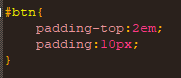 #btn{
    padding-top:2em;
    padding:10px;
}